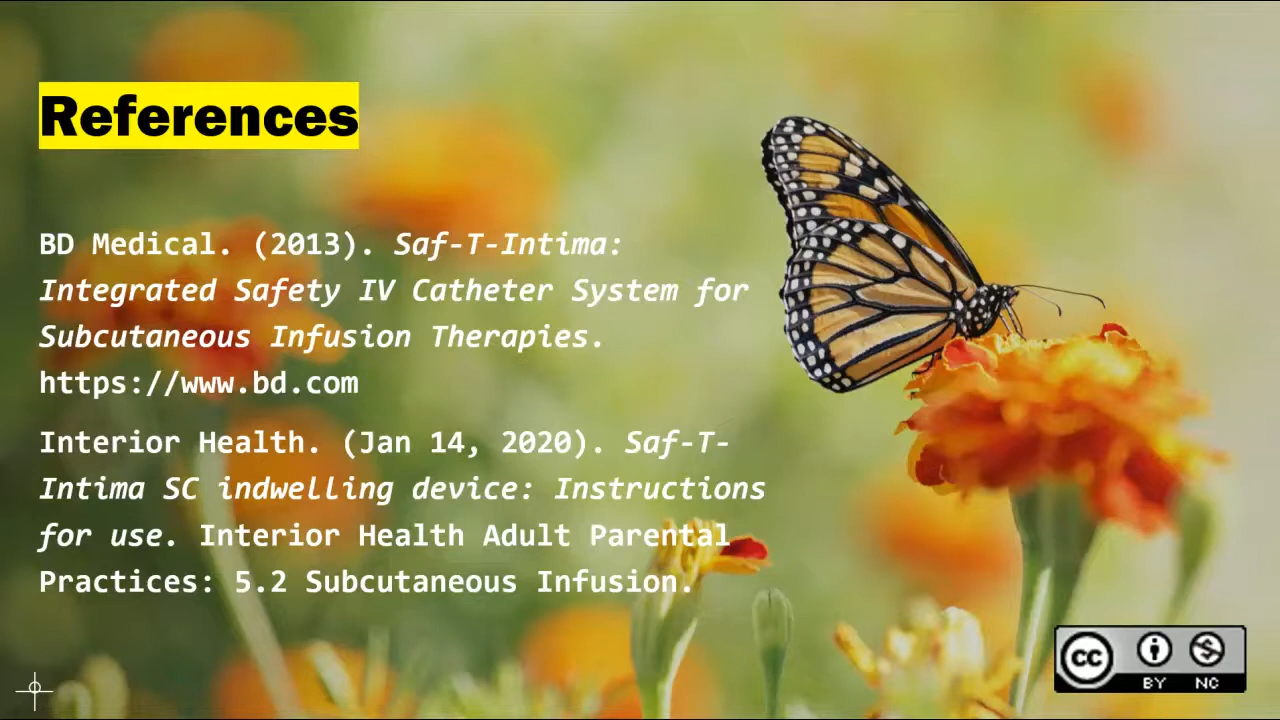 References
BD Medical. (2013). Saf-T-Intima:
Integrated Safety IV Catheter System for
Subcutaneous Infusion Therapies.
https://www.bd.com
Interior Health. (Jan 14, 2020). Saf-T-
Intima SC indwelling device: Instructions
for use. Interior Health Adult Parental
Practices: 5.2 Subcutaneous Infusion.
CC
BY NC